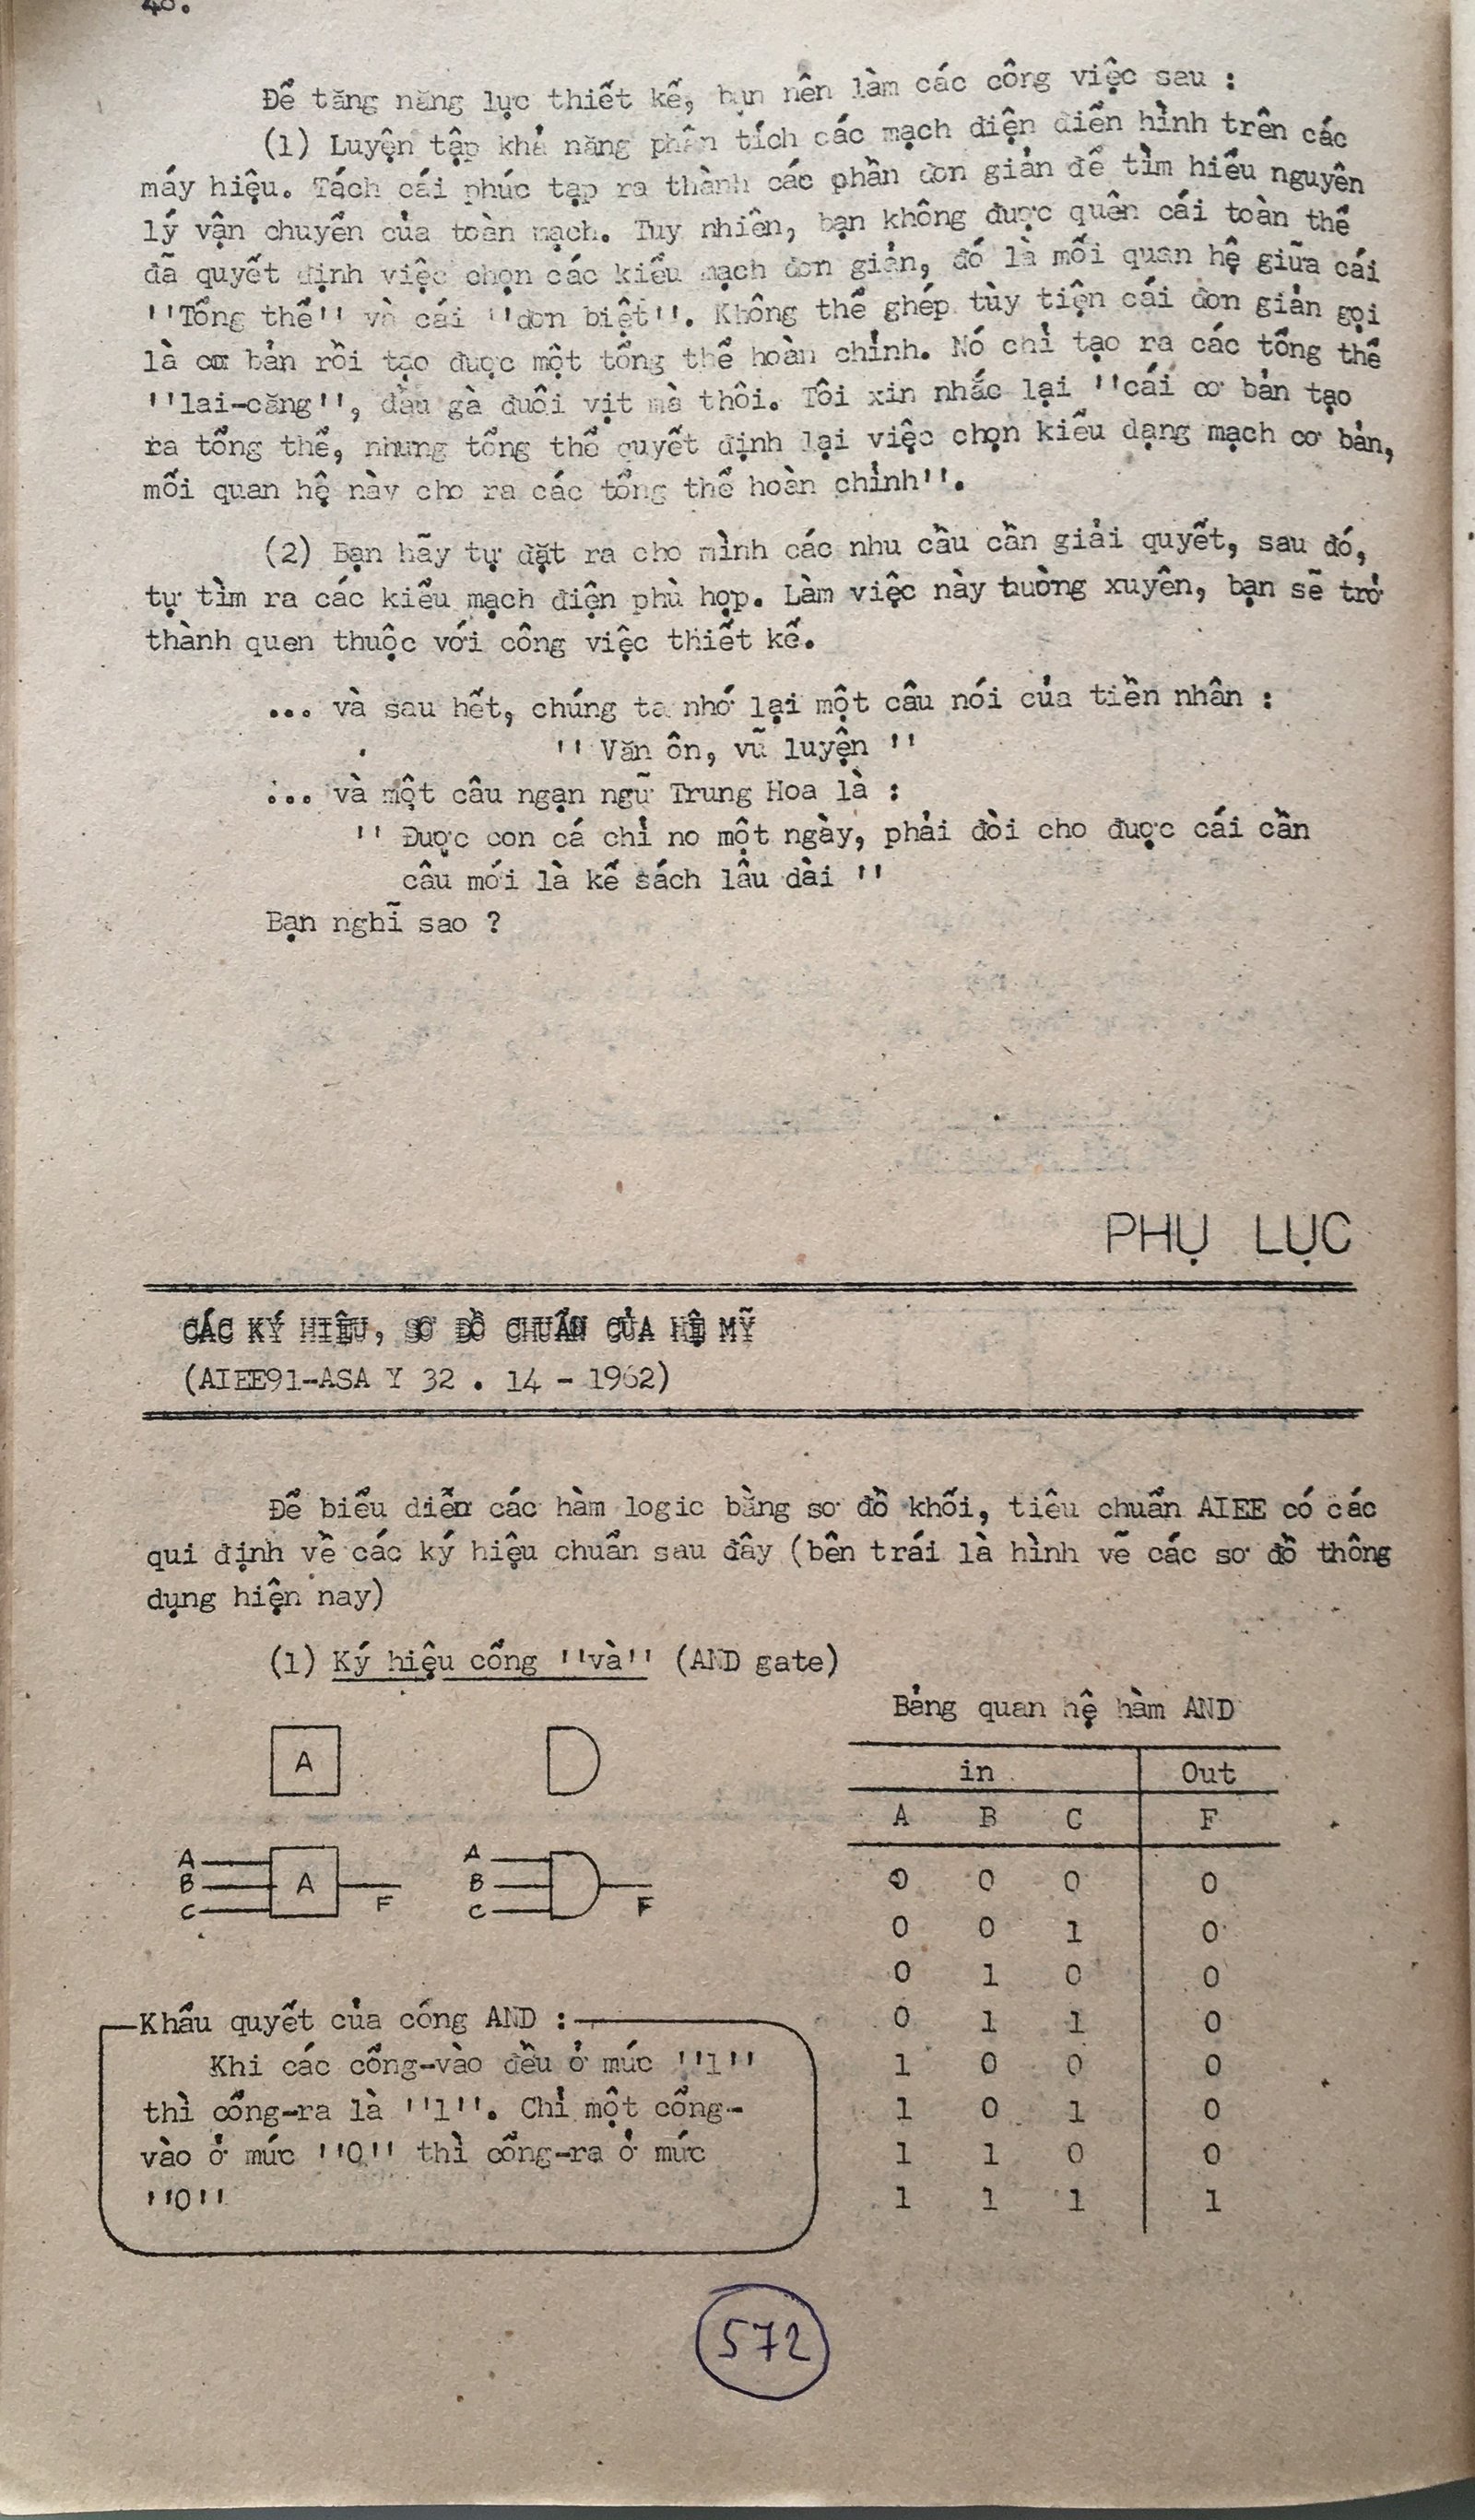 48.
Để tăng năng lực thiết kế, bạn nên làm các công việc sau :
(1) Luyện tập khả năng phân tích các mạch điện điển hình trên các
máy hiệu. Tách cái phúc tạp ra thành các phần đơn giản để tìm hiểu nguyên
lý vận chuyển của toàn mạch. Tuy nhiên, bạn không được quên cái toàn thể
đã quyết định việc chọn các kiểu mạch đơn giản, đó là mối quan hệ giữa cái
''Tổng thể'' và cái ''đơn biệt''. Không thể ghép tùy tiện cái đơn giản gọi
là cơ bản rồi tạo được một tổng thể hoàn chỉnh. Nó chỉ tạo ra các tổng thể
''lai-căng'', đầu gà đuôi vịt mà thôi. Tôi xin nhắc lại ''cái cơ bản tạo
ra tổng thể, nhưng tổng thể quyết định lại việc chọn kiểu dạng mạch cơ bản,
mối quan hệ này cho ra các tổng thể hoàn chỉnh''.
(2) Bạn hãy tự đặt ra cho mình các nhu cầu cần giải quyết, sau đó,
tự tìm ra các kiểu mạch điện phù hợp. Làm việc này thường xuyên, bạn sẽ trở
thành quen thuộc với công việc thiết kế.
... và sau hết, chúng ta nhớ lại một câu nói của tiền nhân :
'' Văn ôn, vũ luyện ''
... và một câu ngạn ngữ Trung Hoa là :
'' Được con cá chỉ no một ngày, phải đòi cho được cái cần
câu mới là kế sách lâu dài ''
Bạn nghĩ sao ?
PHỤ LỤC
CÁC KÝ HIỆU, SƠ ĐỒ CHUẨN CỦA HỆ MỸ
(AIEE91-ASA Y 32 . 14 - 1962)
Để biểu diễn các hàm logic bằng sơ đồ khối, tiêu chuẩn AIEE có các
qui định về các ký hiệu chuẩn sau đây (bên trái là hình vẽ các sơ đồ thông
dụng hiện nay)
(1) Ký hiệu cổng ''và'' (AND gate)
Bảng quan hệ hàm AND
A
in Out
A B C F
A A
B A B
C F C F
0 0 0 0
0 0 1 0
0 1 0 0
0 1 1 0
1 0 0 0
1 0 1 0
1 1 0 0
1 1 1 1
Khẩu quyết của cổng AND :
Khi các cổng-vào đều ở mức ''1''
thì cổng-ra là ''1''. Chỉ một cổng-
vào ở mức ''0'' thì cổng-ra ở mức
''0''
572